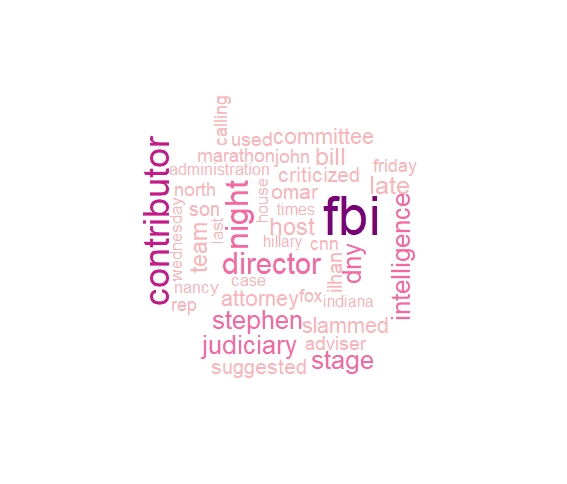 calling
used committee
marathon john bill
administration criticized friday
contributor
north omar late
wednesday
son
last
night
house
times
fbi
team
host
hillary cnn
dny
ilhan
intelligence
director
nancy case
rep attorney fox indiana
stephen slammed
judiciary adviser
suggested stage